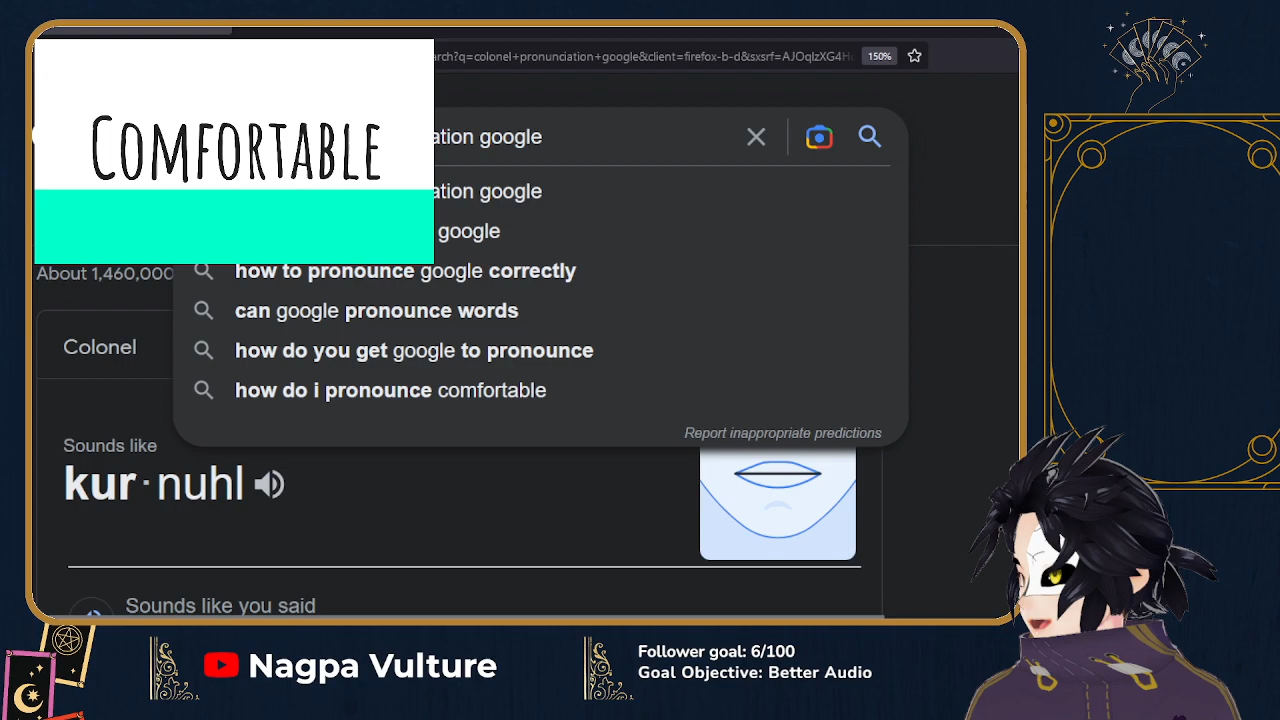 arch?q=colonel+pronunciation+google&client=firefox-b-d&sxsrf=AJOqlzXG4H
150%
COMFORTABLE
ation google
ation google
google
About 1,460,000
how to pronounce google correctly
can google pronounce words
how do you get google to pronounce
how do i pronounce comfortable
Report inappropriate predictions
Colonel
Sounds like
kur·nuhl
Sounds like you said
Nagpa Vulture
Follower goal: 6/100
Goal Objective: Better Audio